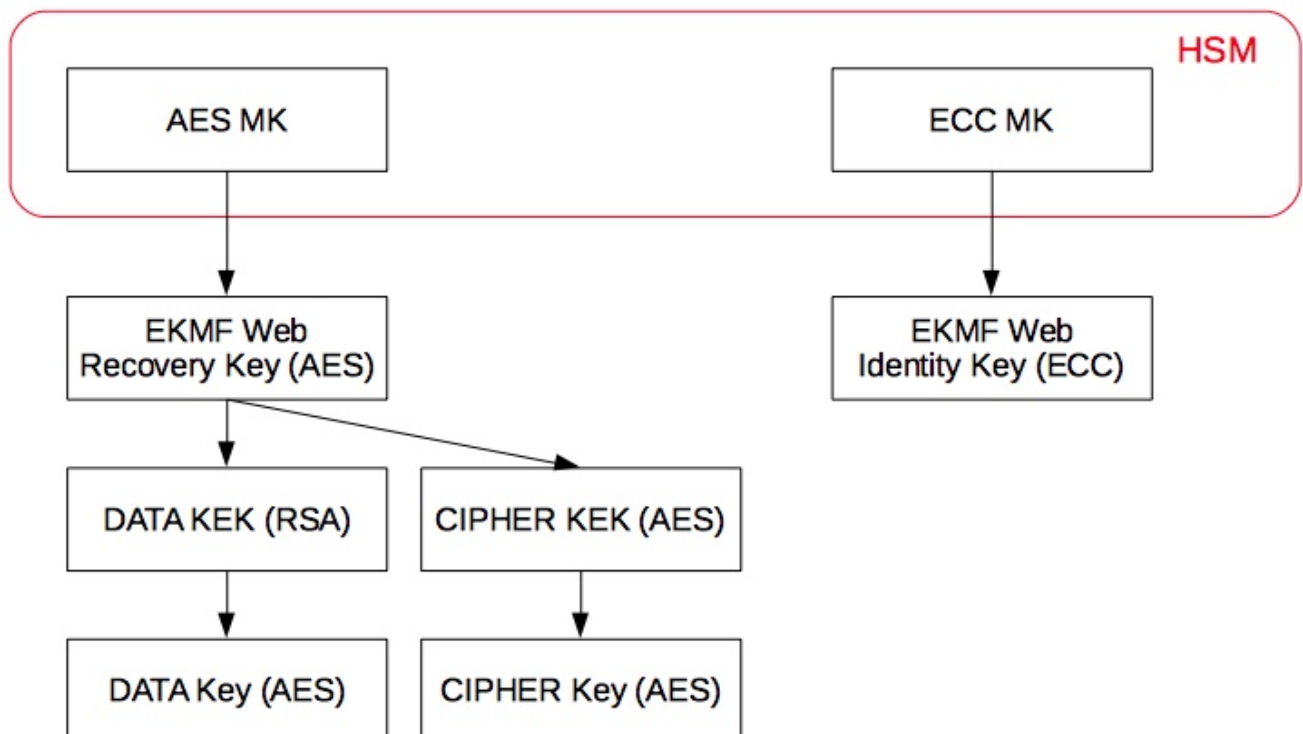 HSM
AES MK
ECC MK
EKMF Web
Recovery Key (AES)
EKMF Web
Identity Key (ECC)
DATA KEK (RSA)
CIPHER KEK (AES)
DATA Key (AES)
CIPHER Key (AES)